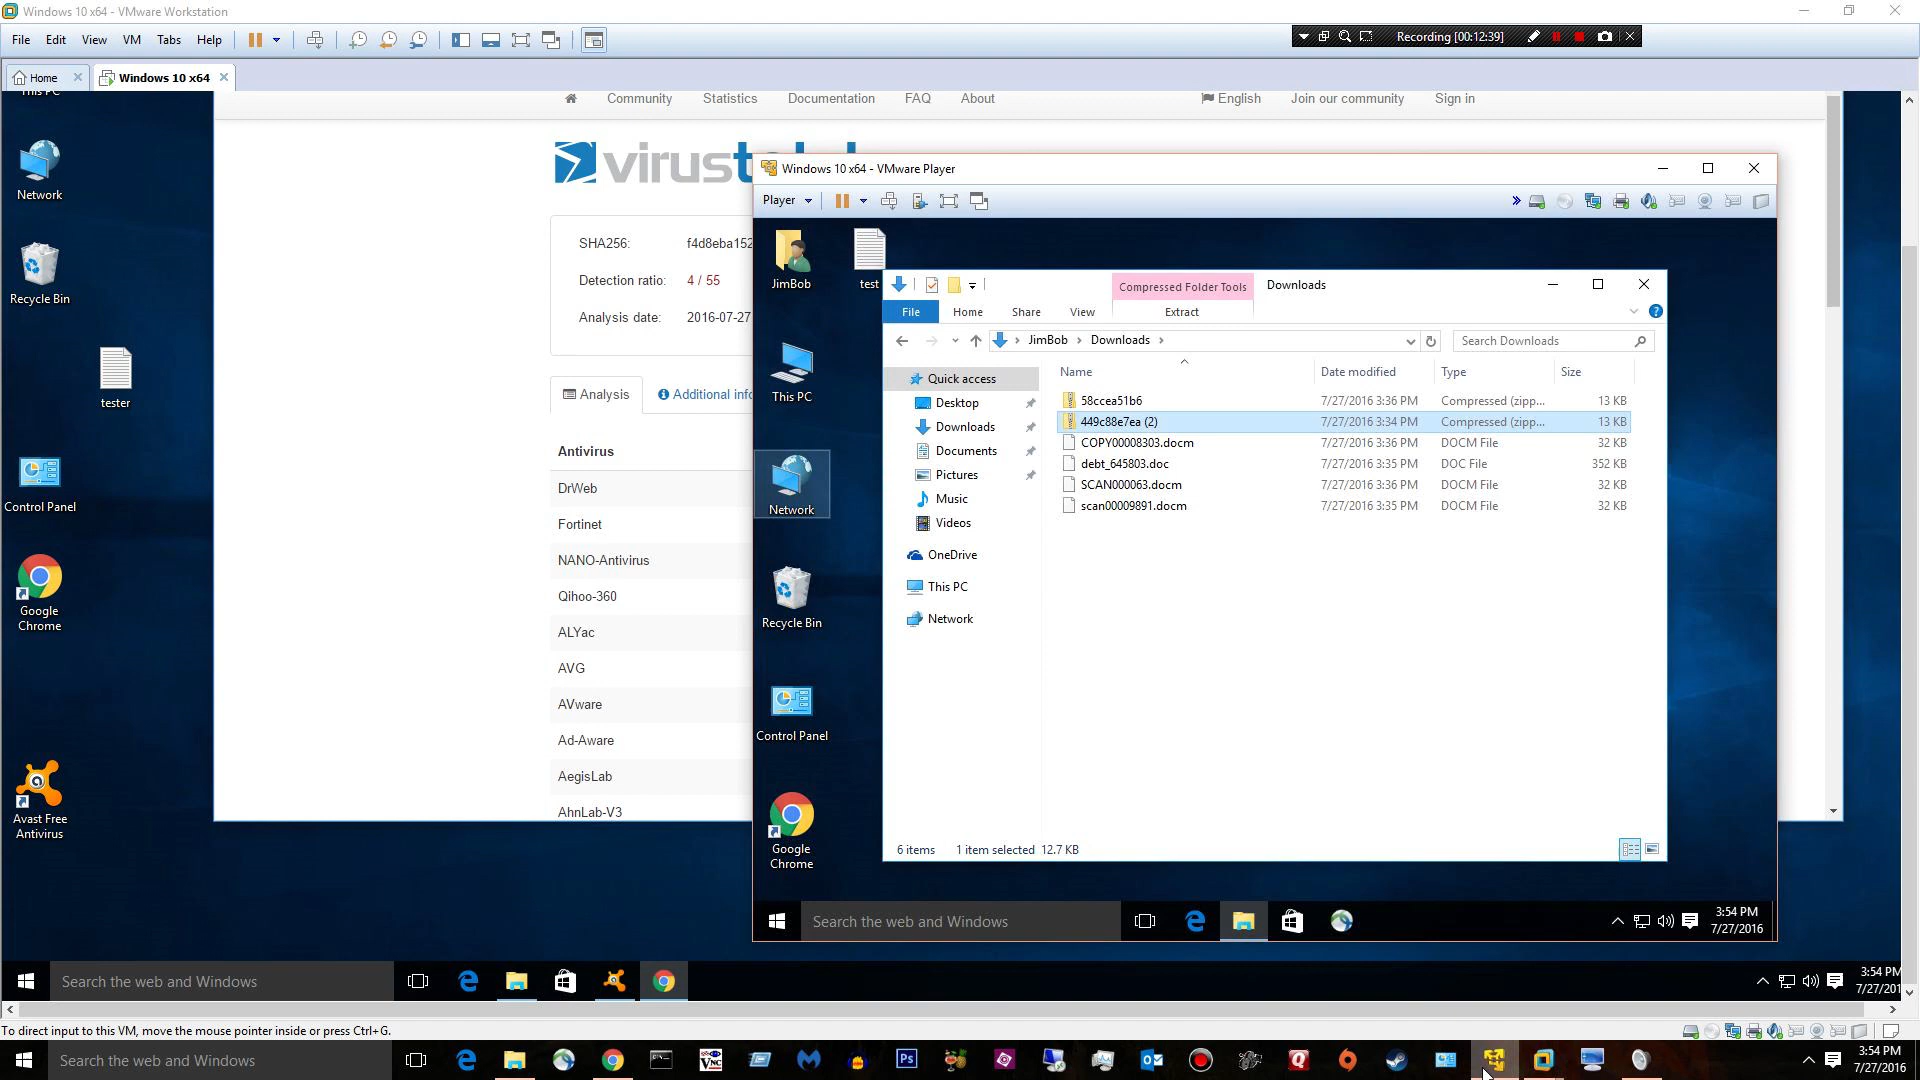 Windows 10 x64 - VMware Workstation
File Edit View VM Tabs Help
Recording [00:12:39]
Home
Windows 10 x64
This PC
Community Statistics Documentation FAQ About English Join our community Sign in
Network
Recycle Bin
tester
Control Panel
Google
Chrome
Avast Free
Antivirus
SHA256: f4d8eba152
Detection ratio: 4 / 55
Analysis date: 2016-07-27
Analysis
Additional info
Antivirus
DrWeb
Fortinet
NANO-Antivirus
Qihoo-360
ALYac
AVG
AVware
Ad-Aware
AegisLab
AhnLab-V3
Windows 10 x64 - VMware Player
Player
JimBob
test
This PC
Network
Recycle Bin
Control Panel
Google
Chrome
Compressed Folder Tools
Downloads
File Home Share View Extract
JimBob Downloads
Search Downloads
Quick access
Desktop
Downloads
Documents
Pictures
Music
Videos
OneDrive
This PC
Network
Name Date modified Type Size
58ccea51b6 7/27/2016 3:36 PM Compressed (zipp... 13 KB
449c88e7ea (2) 7/27/2016 3:34 PM Compressed (zipp... 13 KB
COPY00008303.docm 7/27/2016 3:36 PM DOCM File 32 KB
debt_645803.doc 7/27/2016 3:35 PM DOC File 352 KB
SCAN000063.docm 7/27/2016 3:36 PM DOCM File 32 KB
scan00009891.docm 7/27/2016 3:35 PM DOCM File 32 KB
6 items 1 item selected 12.7 KB
Search the web and Windows
3:54 PM
7/27/2016
Search the web and Windows
3:54 PM
7/27/201
To direct input to this VM, move the mouse pointer inside or press Ctrl+G.
Search the web and Windows
3:54 PM
7/27/2016